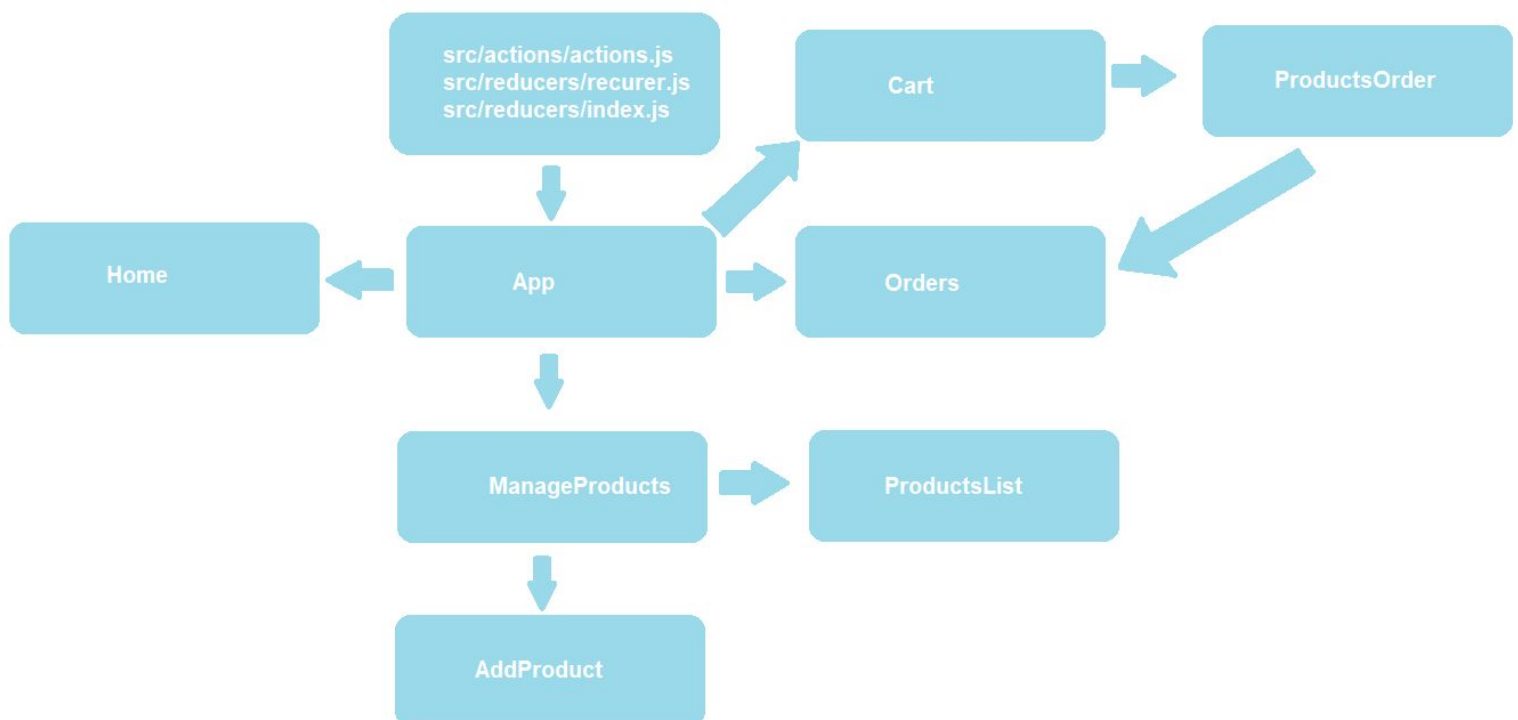 src/actions/actions.js
src/reducers/recurer.js
src/reducers/index.js
Cart
ProductsOrder
Home
App
Orders
ManageProducts
ProductsList
AddProduct